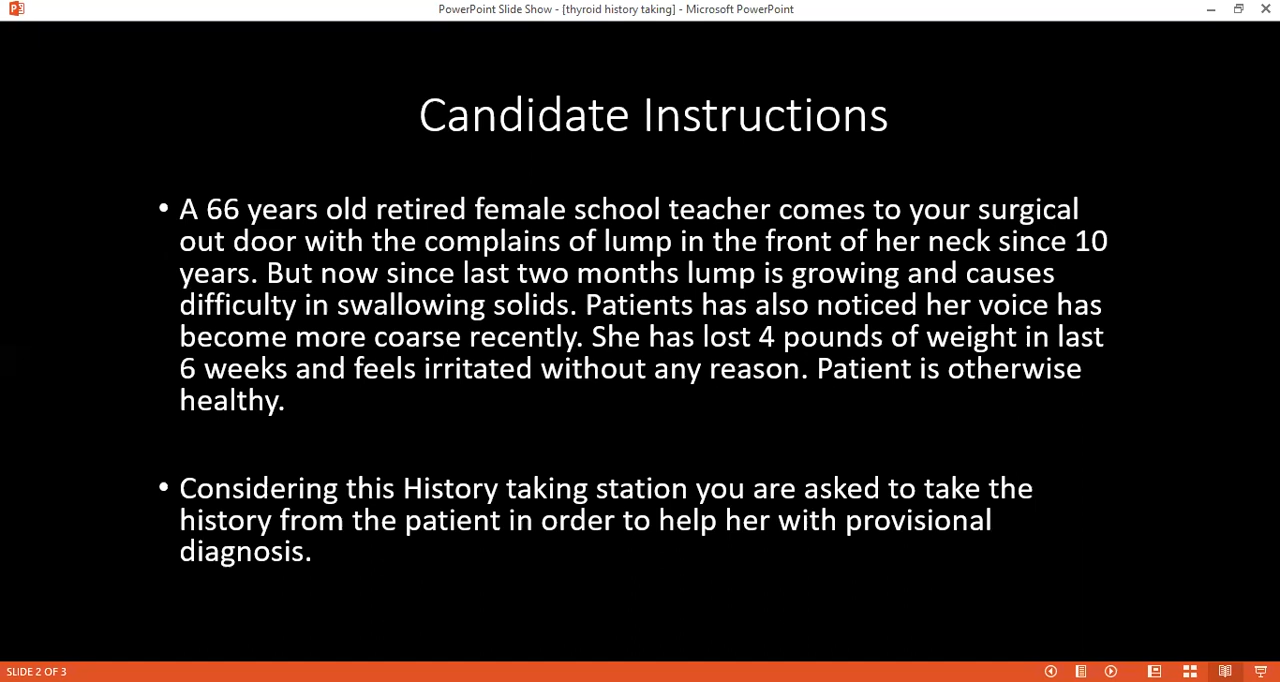 PowerPoint Slide Show - [thyroid history taking] - Microsoft PowerPoint
Candidate Instructions
• A 66 years old retired female school teacher comes to your surgical
out door with the complains of lump in the front of her neck since 10
years. But now since last two months lump is growing and causes
difficulty in swallowing solids. Patients has also noticed her voice has
become more coarse recently. She has lost 4 pounds of weight in last
6 weeks and feels irritated without any reason. Patient is otherwise
healthy.
• Considering this History taking station you are asked to take the
history from the patient in order to help her with provisional
diagnosis.
SLIDE 2 OF 3